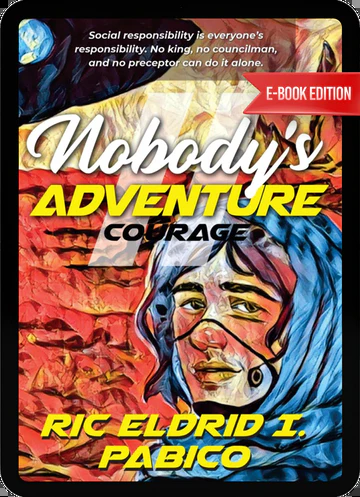 Social responsibility is everyone's
responsibility. No king, no councilman,
and no preceptor can do it alone.
E-BOOK EDITION
Nobody's
ADVENTURE
COURAGE
RIC ELDRID I.
PABICO